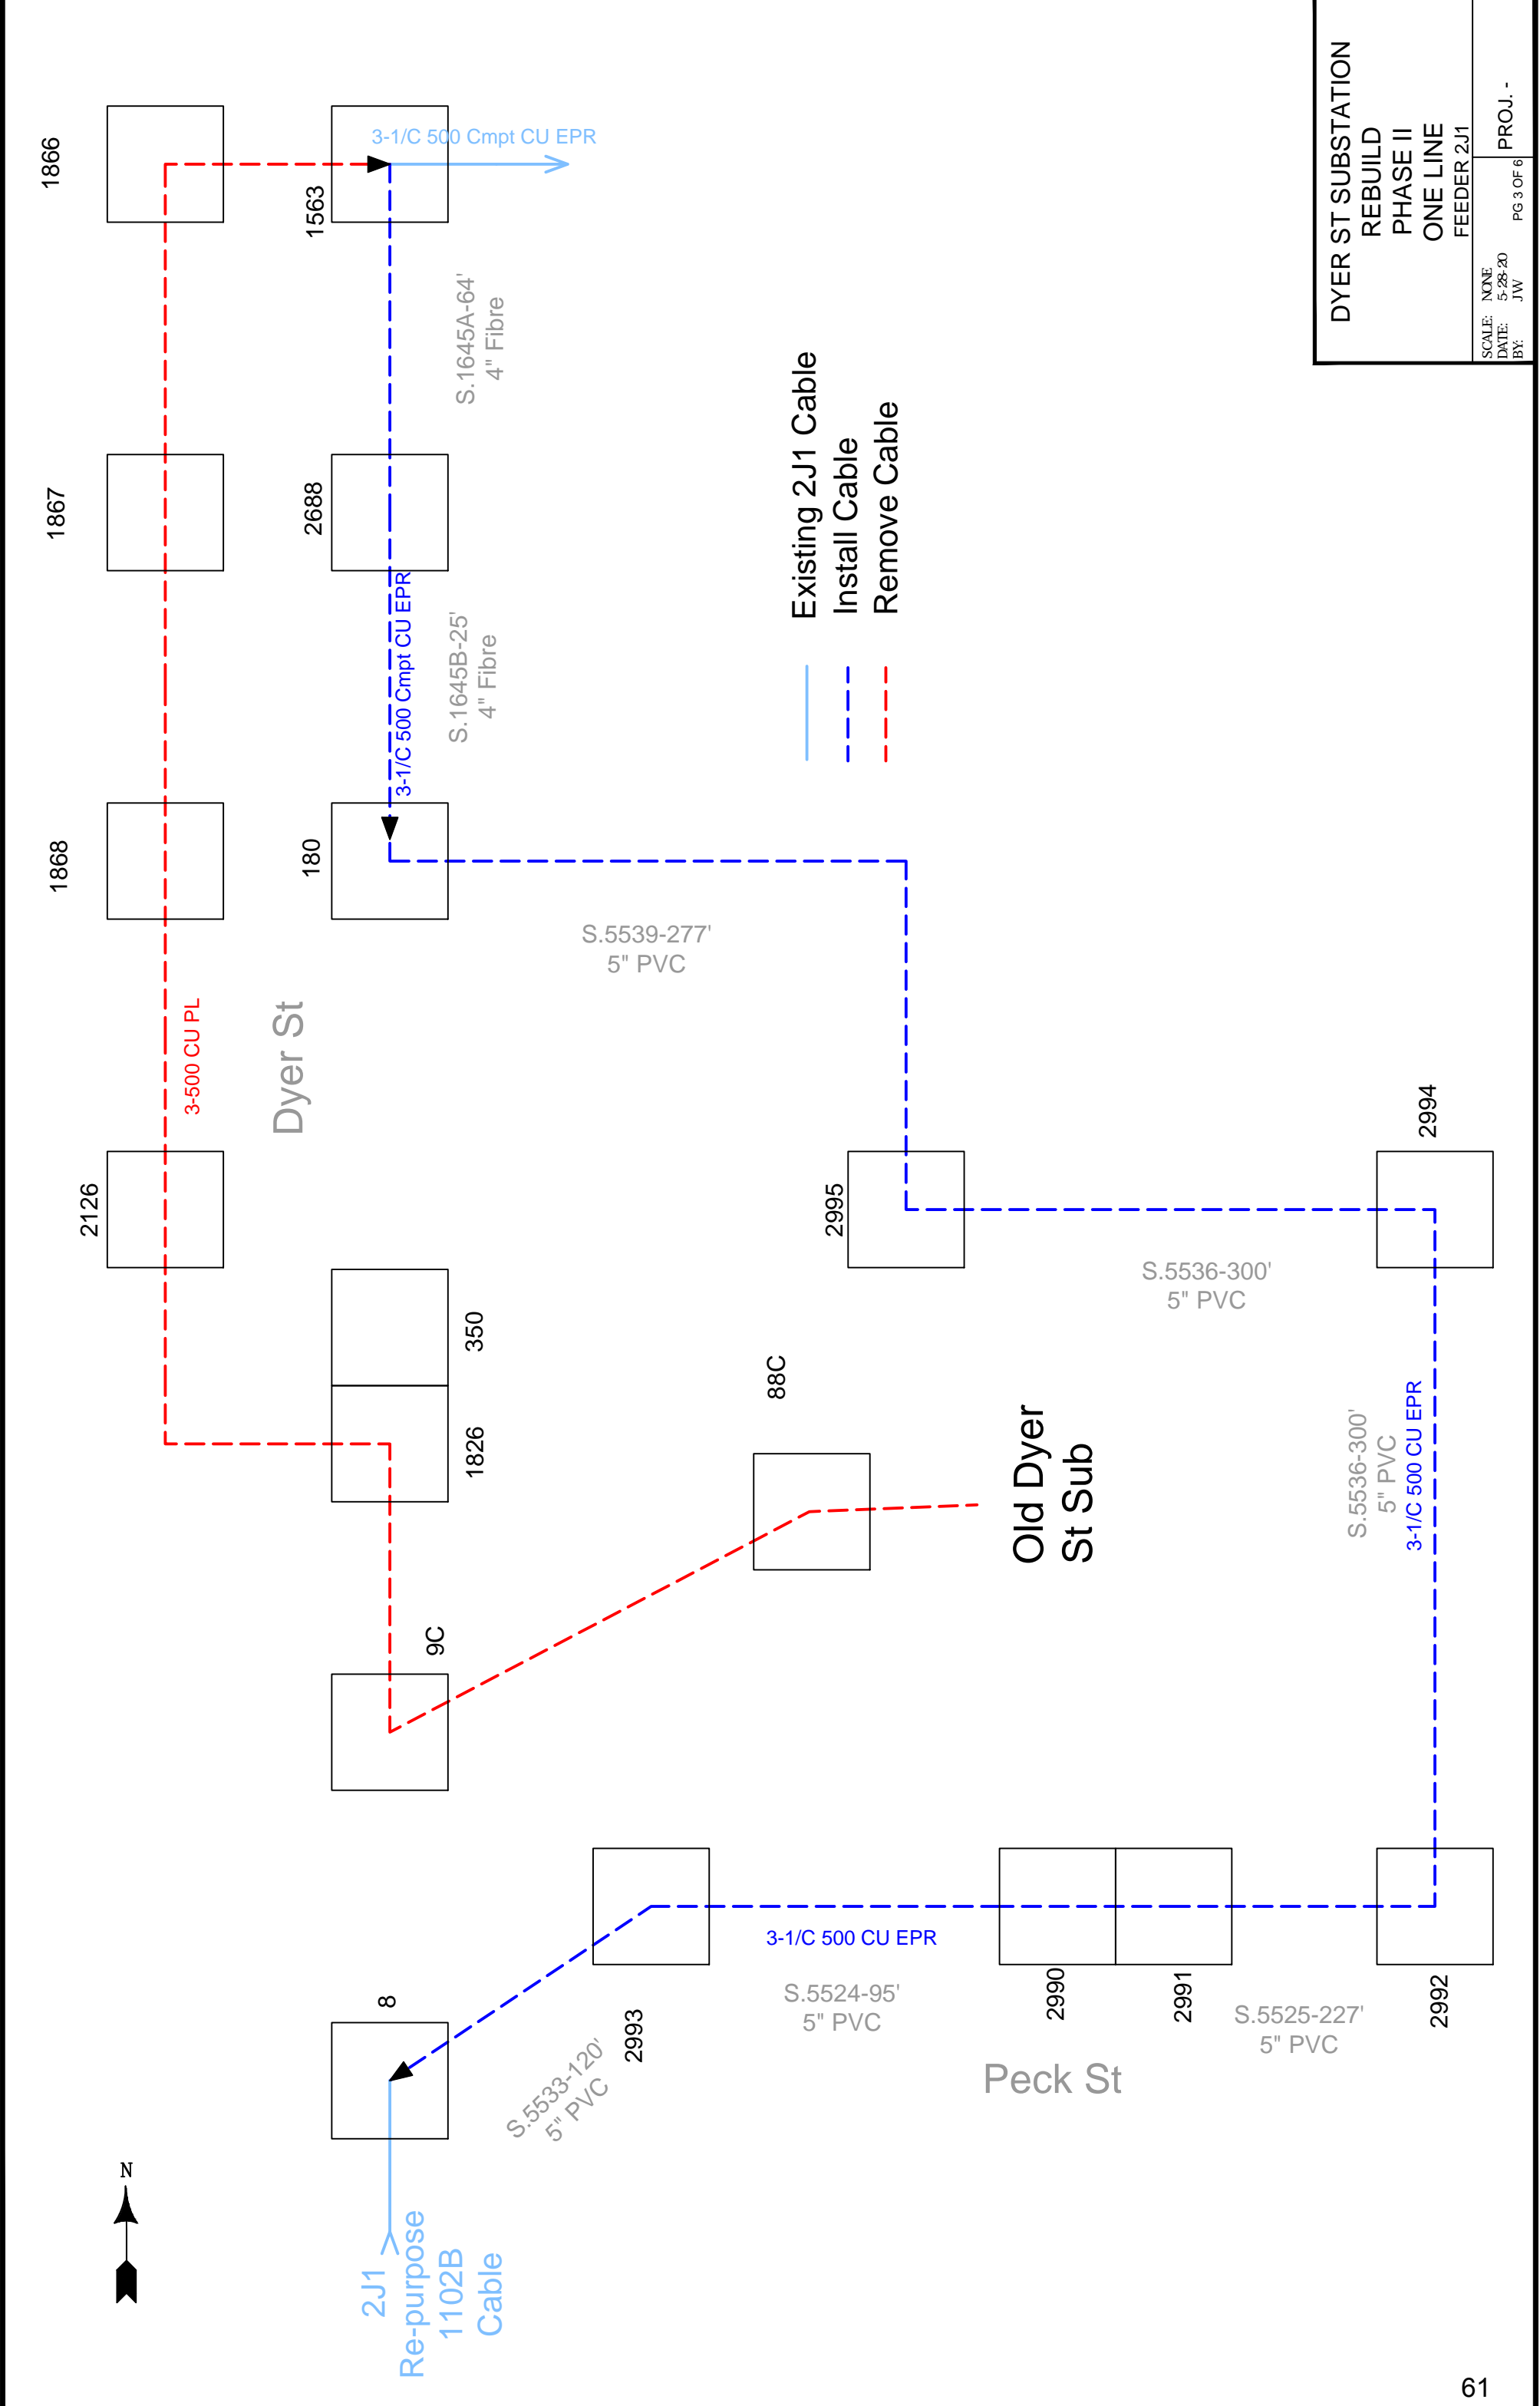 1866
1867
1868
2126
3-1/C 500 Cmpt CU EPR
1563
S.1645A-64'
4" Fibre
2688
3-1/C 500 Cmpt CU EPR
S.1645B-25'
4" Fibre
180
3-500 CU PL
Dyer St
S.5539-277'
5" PVC
Existing 2J1 Cable
Install Cable
Remove Cable
350
1826
9C
88C
Old Dyer
St Sub
2995
2994
S.5536-300'
5" PVC
S.5536-300'
5" PVC
3-1/C 500 CU EPR
8
2993
3-1/C 500 CU EPR
S.5524-95'
5" PVC
2990
2991
2992
S.5525-227'
5" PVC
S.5533-120'
5" PVC
Peck St
N
2J1
Re-purpose
1102B
Cable
DYER ST SUBSTATION
REBUILD
PHASE II
ONE LINE
FEEDER 2J1
SCALE: NONE
DATE: 5-28-20
BY: JW
PG 3 OF 6
PROJ. -
61